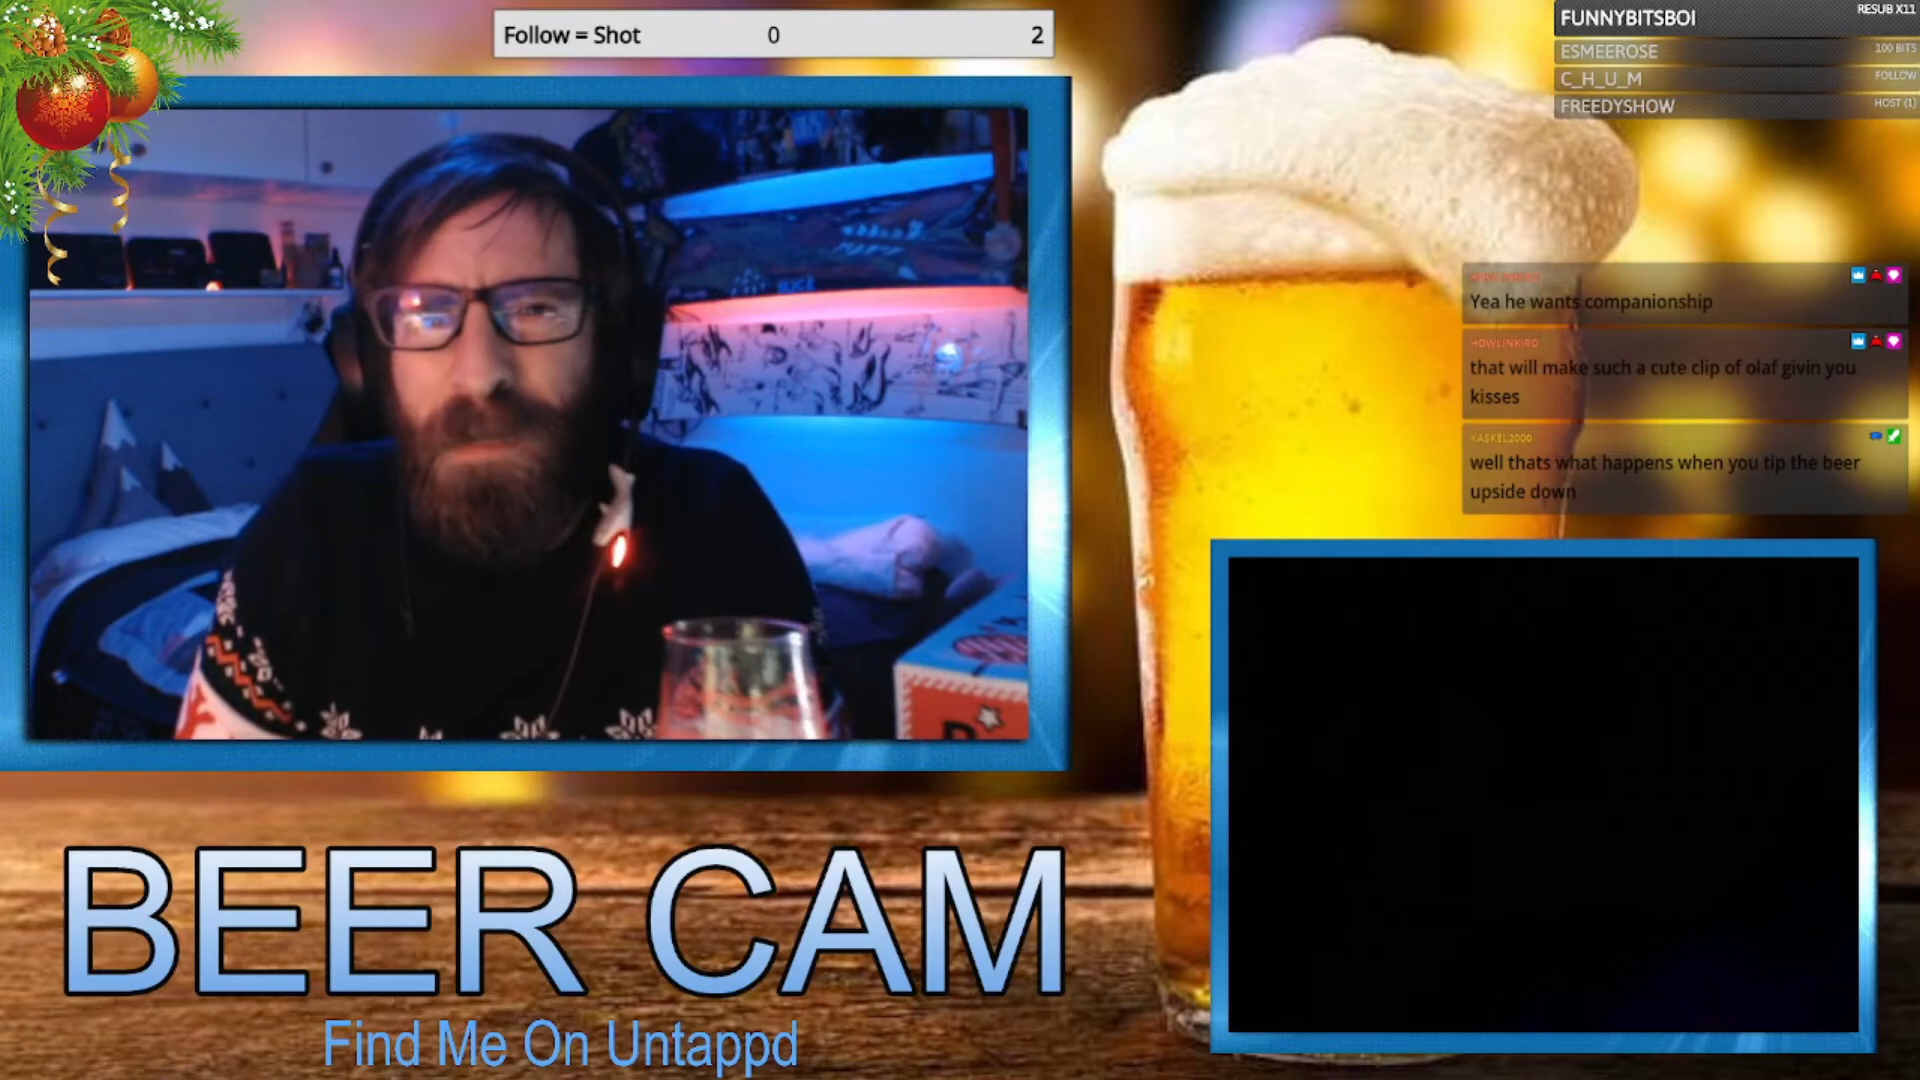 Follow = Shot 0 2
FUNNYBITSBOI RESUB X11
ESMEEROSE 100 BITS
C_H_U_M FOLLOW
FREEDYSHOW HOST (1)
Yea he wants companionship
HOWLINKIRO
that will make such a cute clip of olaf givin you
kisses
KASKEL2000
well thats what happens when you tip the beer
upside down
BEER CAM
Find Me On Untappd